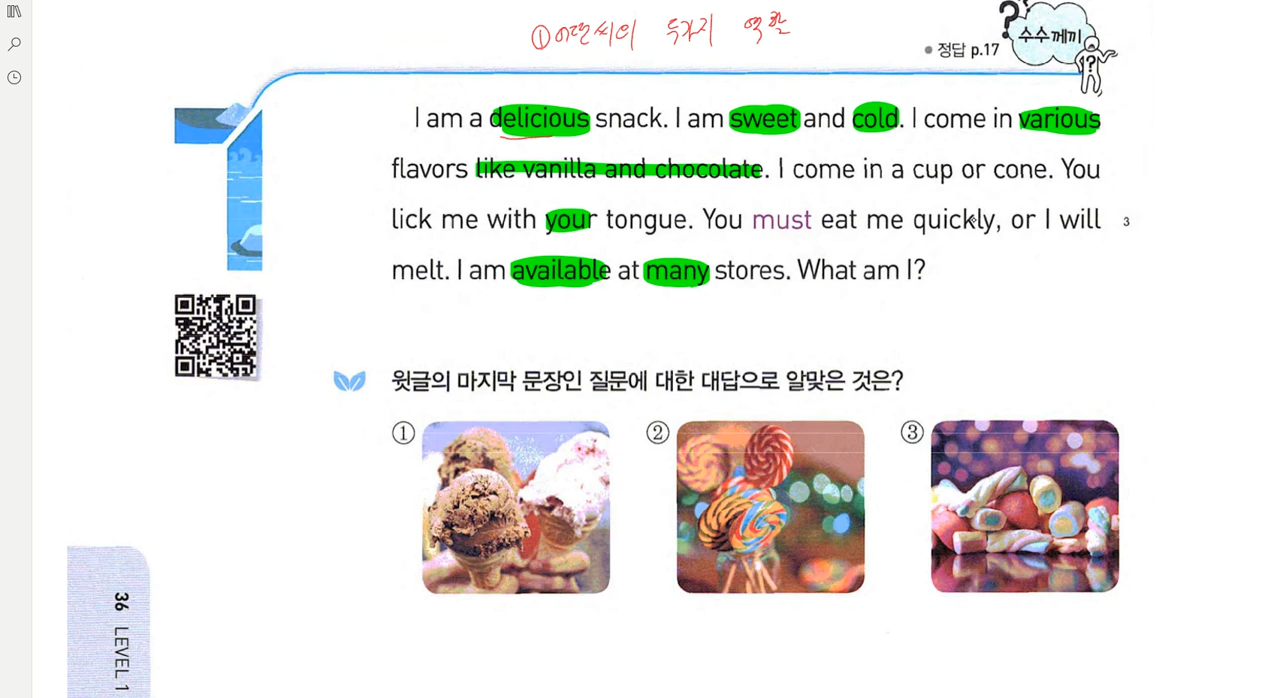 ① 어떤씨의 두가지 역할
수수께끼
정답 p.17
I am a delicious snack. I am sweet and cold. I come in various
flavors like vanilla and chocolate. I come in a cup or cone. You
lick me with your tongue. You must eat me quickly, or I will
3
melt. I am available at many stores. What am I?
윗글의 마지막 문장인 질문에 대한 대답으로 알맞은 것은?
①
②
③
36 LEVEL 1